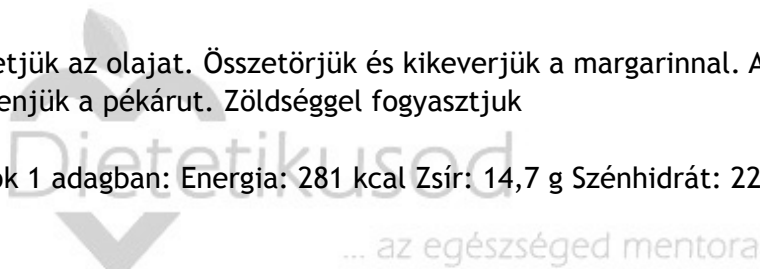 etjük az olajat. Összetörjük és kikeverjük a margarinnal. A
enjük a pékárut. Zöldséggel fogyasztjuk
Dietetikusod
ok 1 adagban: Energia: 281 kcal Zsír: 14,7 g Szénhidrát: 22
... az egészséged mentora